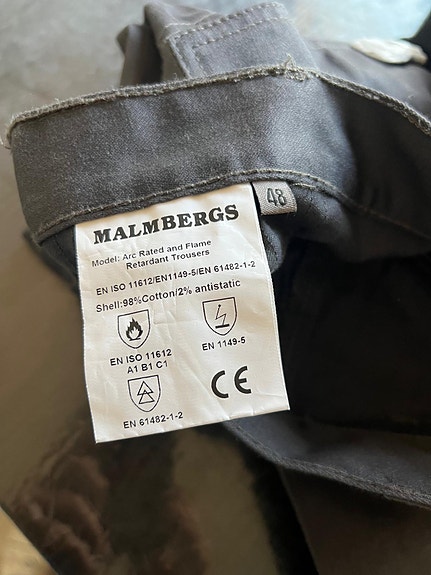 48
MALMBERGS
Model: Arc Rated and Flame
Retardant Trousers
EN ISO 11612/EN1149-5/EN 61482-1-2
Shell:98%Cotton/2% antistatic
EN ISO 11612
A1 B1 C1
EN 1149-5
EN 61482-1-2
CE